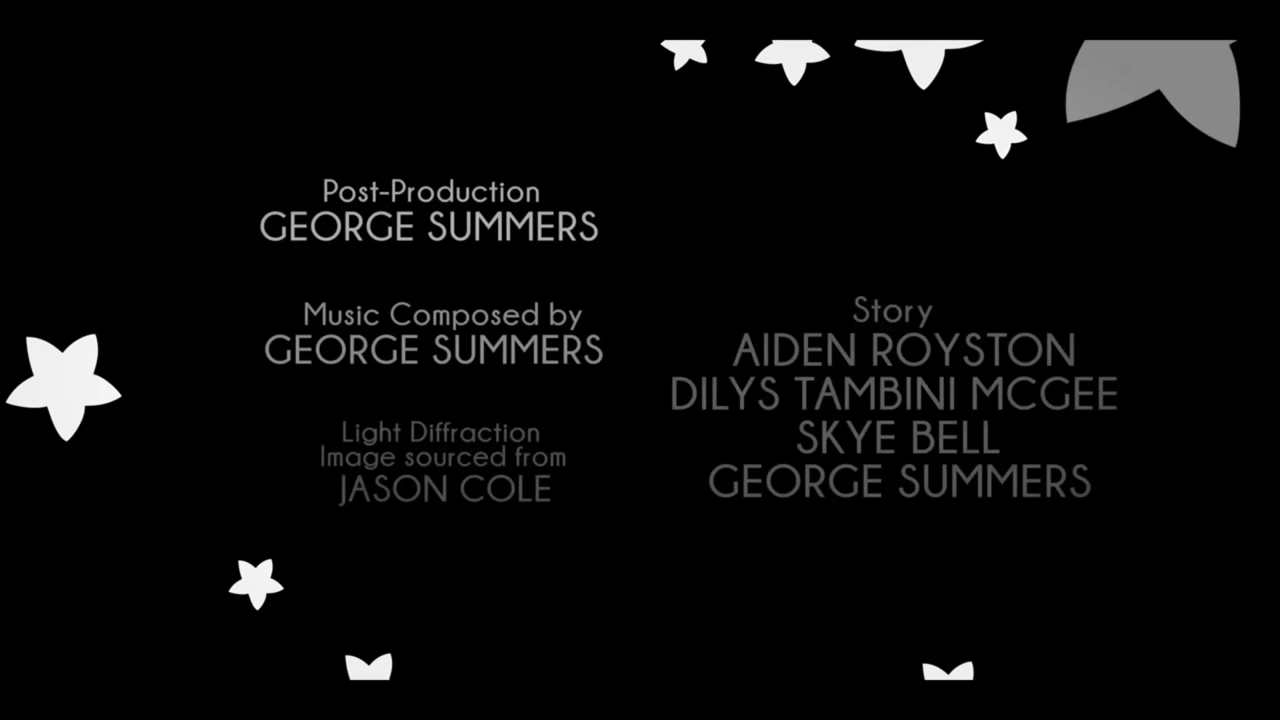 Post-Production
GEORGE SUMMERS
Music Composed by
GEORGE SUMMERS
Light Diffraction
Image sourced from
JASON COLE
Story
AIDEN ROYSTON
DILYS TAMBINI MCGEE
SKYE BELL
GEORGE SUMMERS